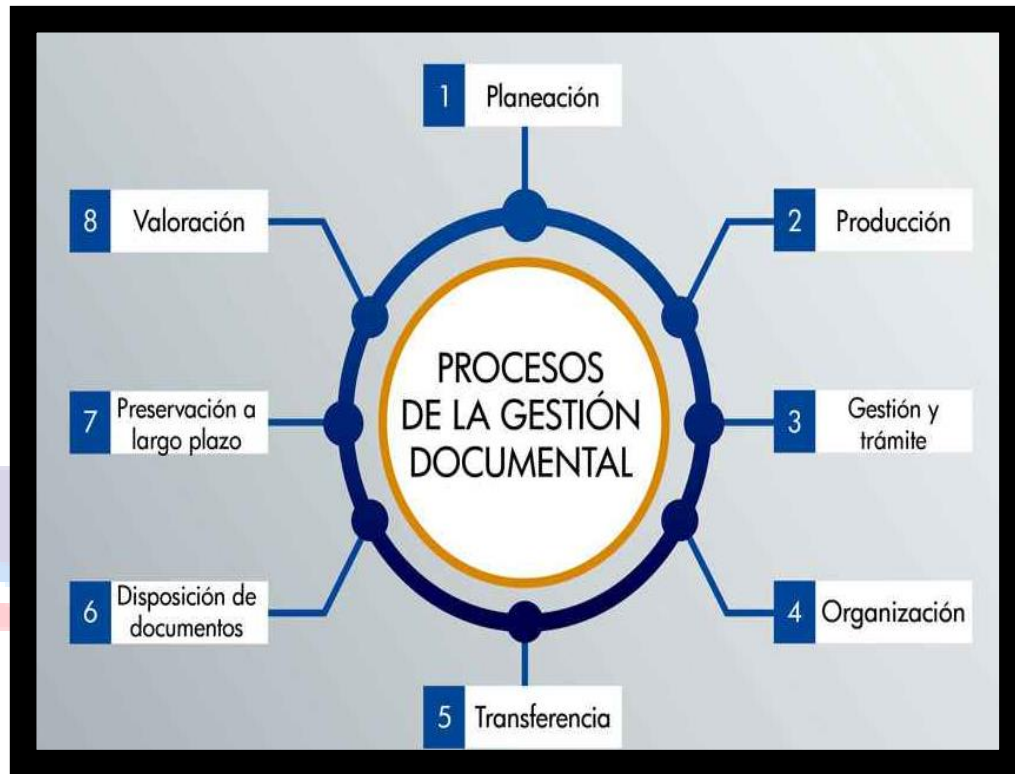 1 Planeación
2 Producción
3 Gestión y
trámite
4 Organización
5 Transferencia
6 Disposición de
documentos
7 Preservación a
largo plazo
8 Valoración
PROCESOS
DE LA GESTIÓN
DOCUMENTAL